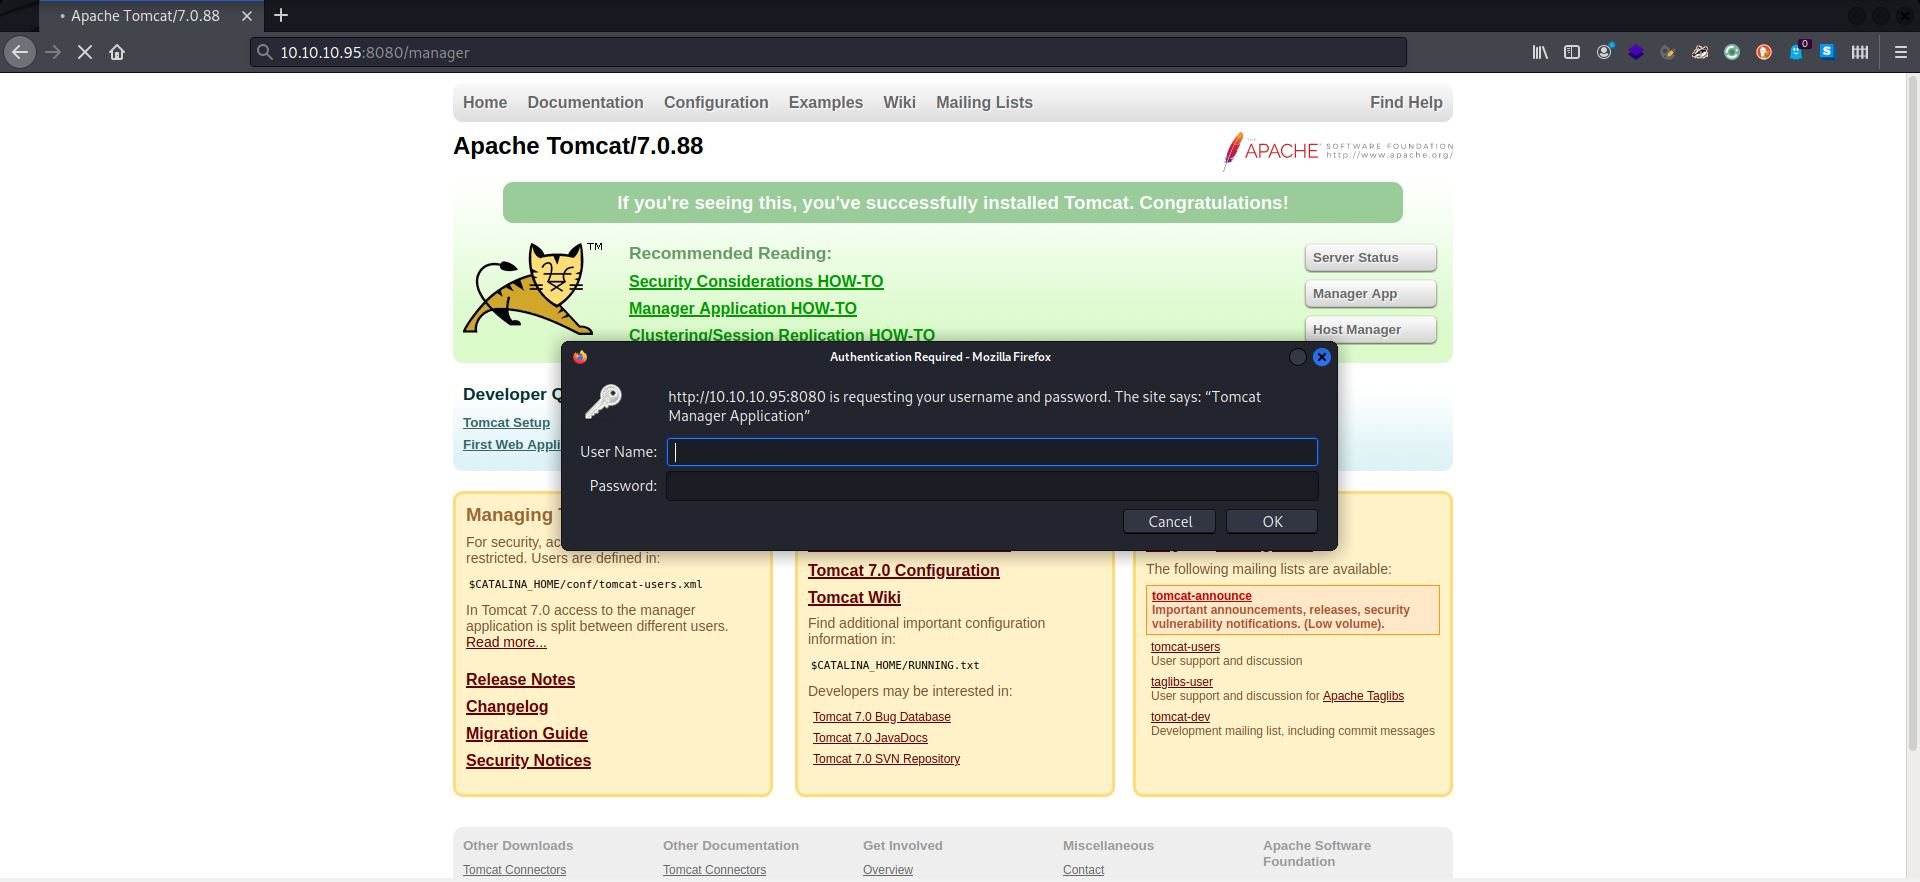 Apache Tomcat/7.0.88
10.10.10.95:8080/manager
0
S
Home Documentation Configuration Examples Wiki Mailing Lists Find Help
Apache Tomcat/7.0.88
THE
APACHE SOFTWARE FOUNDATION
http://www.apache.org/
If you're seeing this, you've successfully installed Tomcat. Congratulations!
TM
Recommended Reading:
Security Considerations HOW-TO
Manager Application HOW-TO
Clustering/Session Replication HOW-TO
Server Status
Manager App
Host Manager
Authentication Required - Mozilla Firefox
http://10.10.10.95:8080 is requesting your username and password. The site says: “Tomcat
Manager Application”
User Name:
Password:
Cancel OK
Developer Q
Tomcat Setup
First Web Appli
Managing
For security, ac
restricted. Users are defined in:
$CATALINA_HOME/conf/tomcat-users.xml
In Tomcat 7.0 access to the manager
application is split between different users.
Read more...
Release Notes
Changelog
Migration Guide
Security Notices
Tomcat 7.0 Configuration
Tomcat Wiki
Find additional important configuration
information in:
$CATALINA_HOME/RUNNING.txt
Developers may be interested in:
Tomcat 7.0 Bug Database
Tomcat 7.0 JavaDocs
Tomcat 7.0 SVN Repository
The following mailing lists are available:
tomcat-announce
Important announcements, releases, security
vulnerability notifications. (Low volume).
tomcat-users
User support and discussion
taglibs-user
User support and discussion for Apache Taglibs
tomcat-dev
Development mailing list, including commit messages
Other Downloads
Tomcat Connectors
Other Documentation
Tomcat Connectors
Get Involved
Overview
Miscellaneous
Contact
Apache Software
Foundation